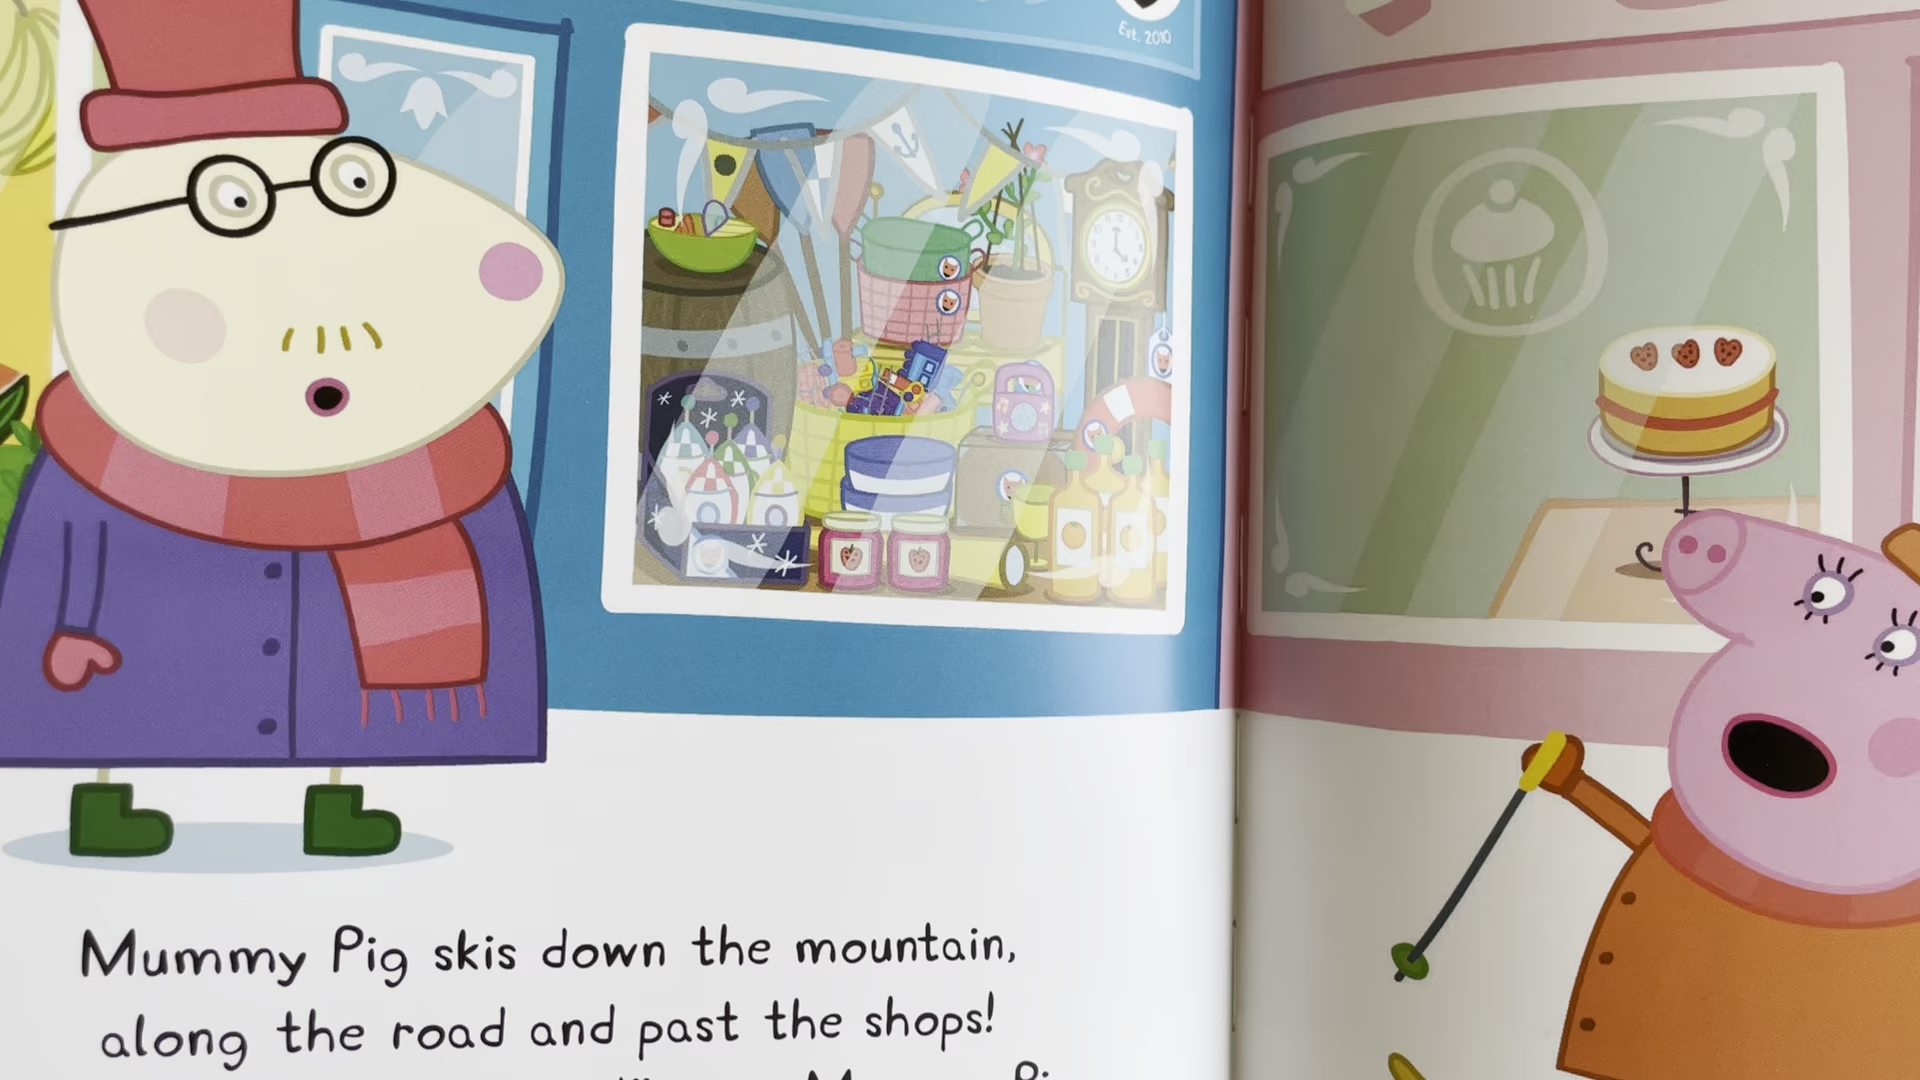 Est. 2010
Mummy Pig skis down the mountain,
along the road and past the shops!